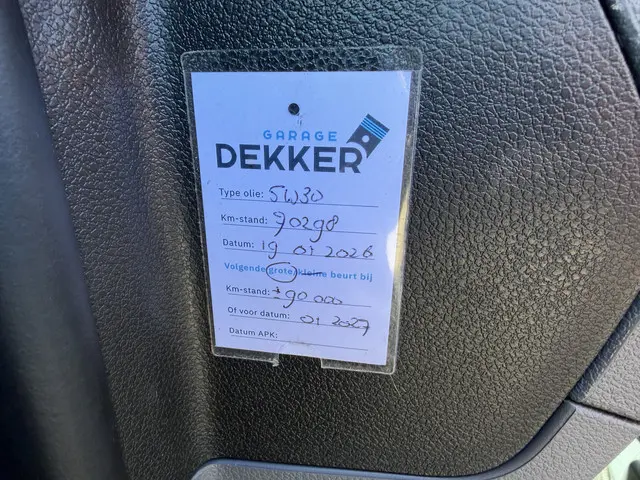 GARAGE
DEKKER
Type olie: 5W30
Km-stand: 70298
Datum: 19 01 2026
Volgende grote/kleine beurt bij
Km-stand: ± 90 000
Of voor datum: 01 2027
Datum APK: